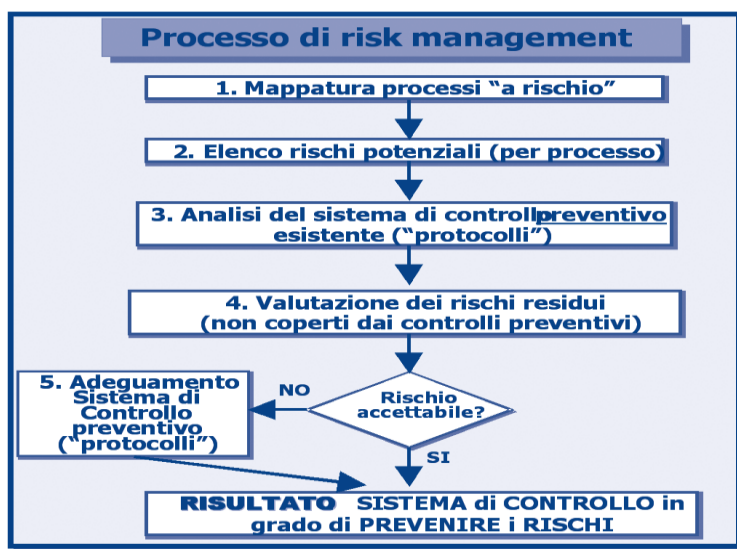 Processo di risk management
1. Mappatura processi “a rischio”
2. Elenco rischi potenziali (per processo)
3. Analisi del sistema di controllo preventivo
esistente (“protocolli”)
4. Valutazione dei rischi residui
(non coperti dai controlli preventivi)
Rischio
accettabile?
NO
5. Adeguamento
Sistema di
Controllo
preventivo
(“protocolli”)
SI
RISULTATO SISTEMA di CONTROLLO in
grado di PREVENIRE i RISCHI